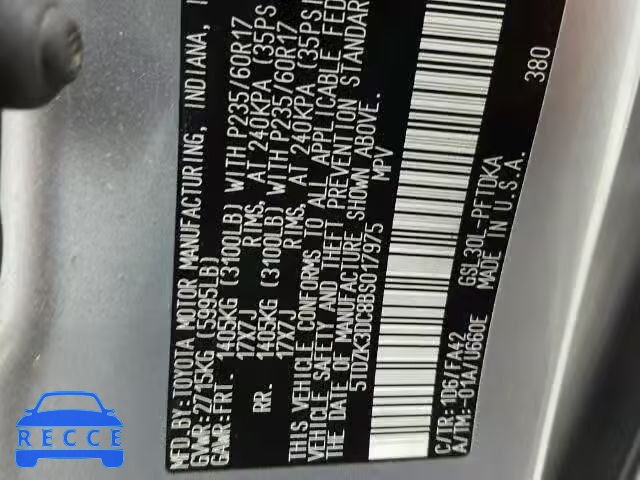 MFD.BY:TOYOTA MOTOR MANUFACTURING, INDIANA, I
GVWR:2715KG (5995LB)
GAWR:FRT. 1405KG (3100LB) WITH P235/60R17
17X7J RIMS, AT 240KPA (35PS
RR. 1405KG (3100LB) WITH P235/60R17
17X7J RIMS, AT 240KPA (35PSI
THIS VEHICLE CONFORMS TO ALL APPLICABLE FED
VEHICLE SAFETY AND THEFT PREVENTION STANDAR
THE DATE OF MANUFACTURE SHOWN ABOVE.
5TDZK3DC8BS017975 MPV
C/TR:1D6/FA42
A/TM:-01A/U660E GSL30L-PFTDKA
MADE IN U.S.A. 380
RECCE